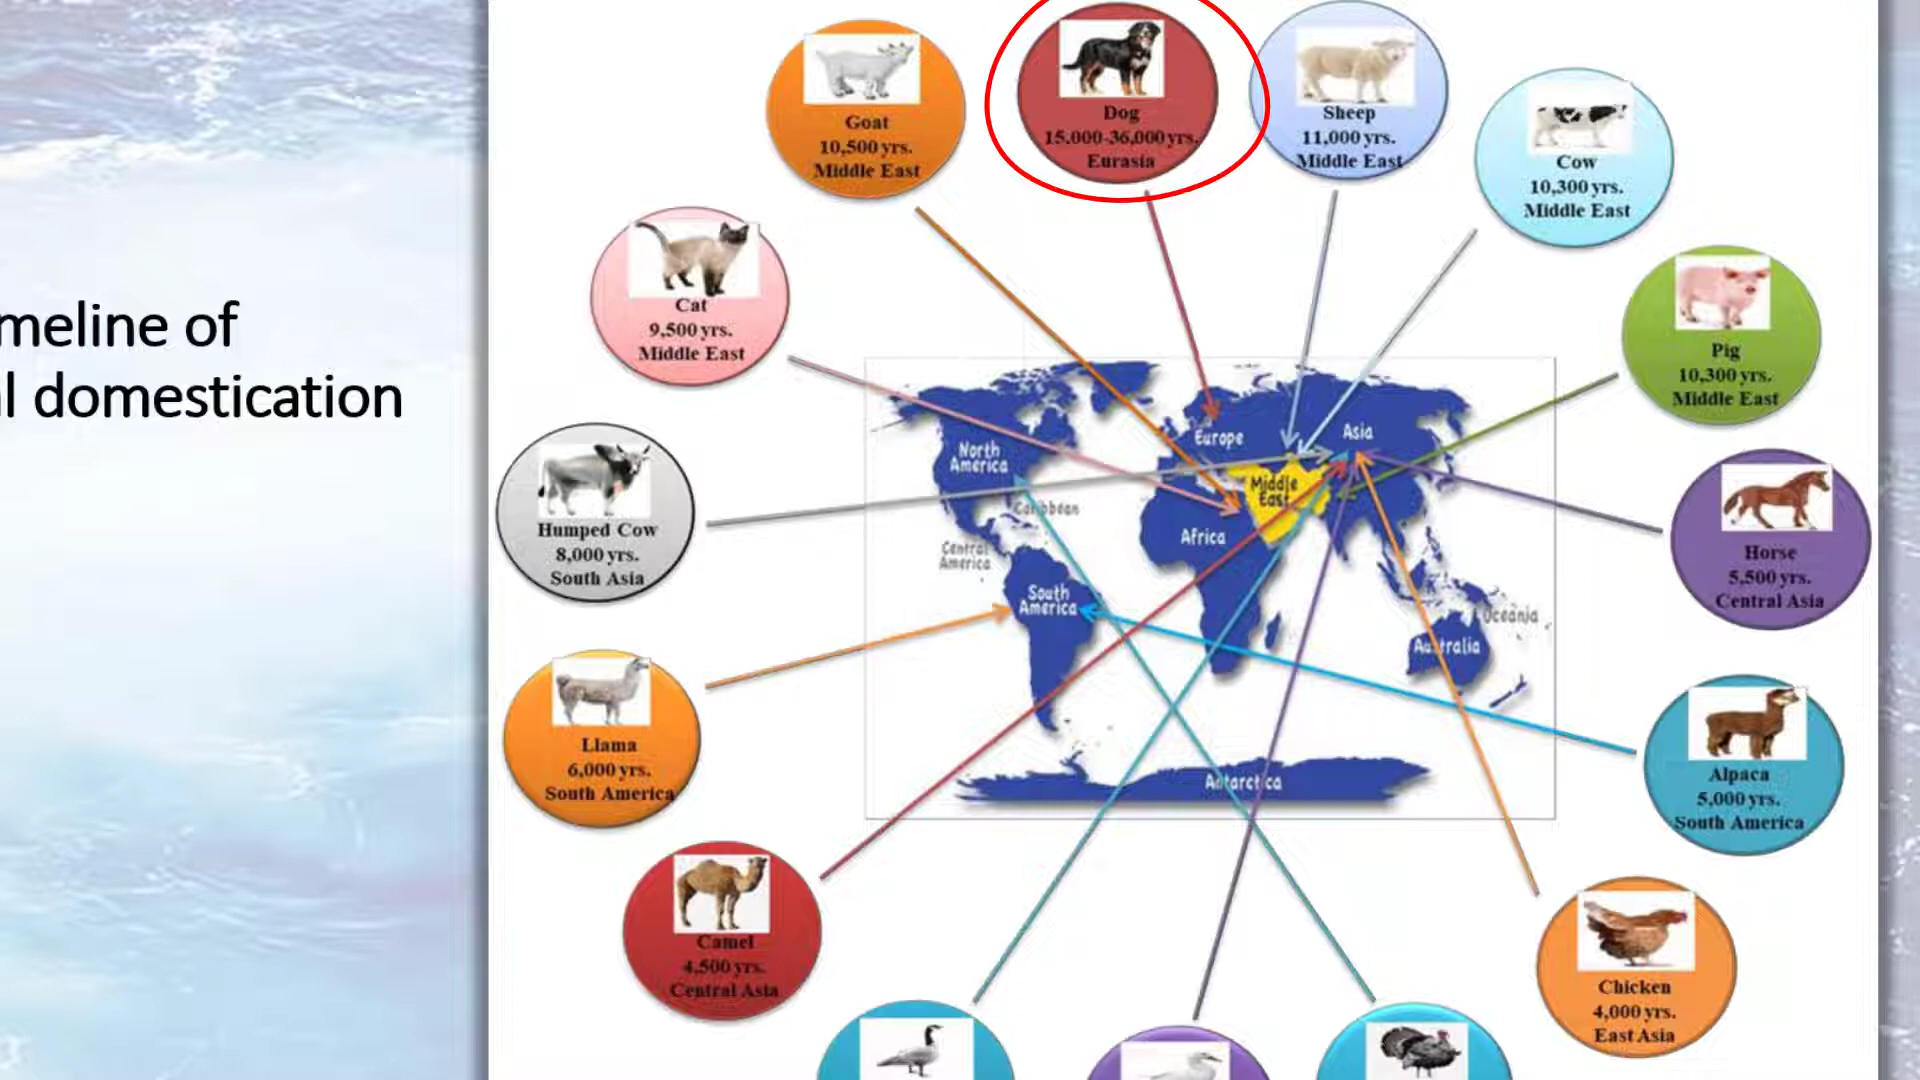 meline of
l domestication
Goat
10,500 yrs.
Middle East
Dog
15,000-36,000 yrs.
Eurasia
Sheep
11,000 yrs.
Middle East
Cow
10,300 yrs.
Middle East
Cat
9,500 yrs.
Middle East
Pig
10,300 yrs.
Middle East
Humped Cow
8,000 yrs.
South Asia
Horse
5,500 yrs.
Central Asia
Llama
6,000 yrs.
South America
Alpaca
5,000 yrs.
South America
Camel
4,500 yrs.
Central Asia
Chicken
4,000 yrs.
East Asia
North
America
Europe
Asia
Middle
East
Caribbean
Africa
Central
America
South
America
Oceania
Australia
Antarctica